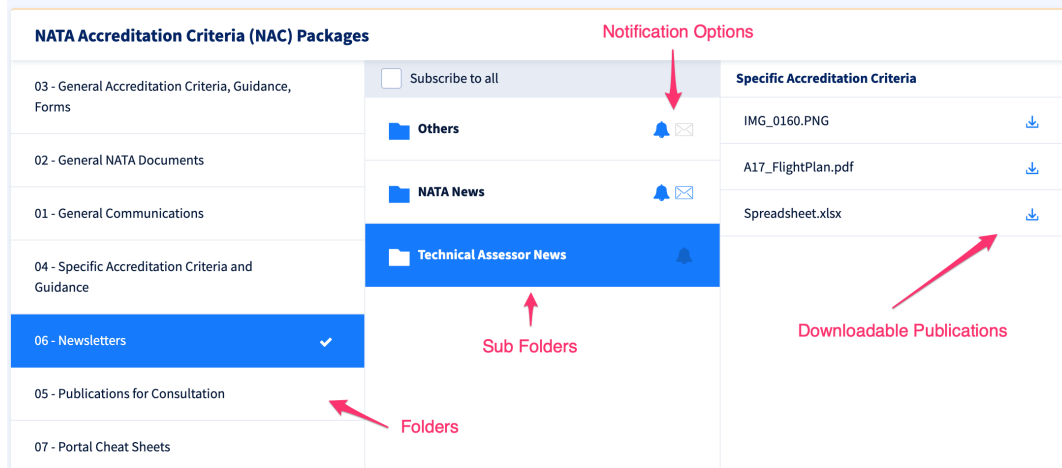 NATA Accreditation Criteria (NAC) Packages
Notification Options
03 - General Accreditation Criteria, Guidance,
Forms
02 - General NATA Documents
01 - General Communications
04 - Specific Accreditation Criteria and
Guidance
06 - Newsletters
05 - Publications for Consultation
07 - Portal Cheat Sheets
Folders
Subscribe to all
Others
NATA News
Technical Assessor News
Sub Folders
Specific Accreditation Criteria
IMG_0160.PNG
A17_FlightPlan.pdf
Spreadsheet.xlsx
Downloadable Publications